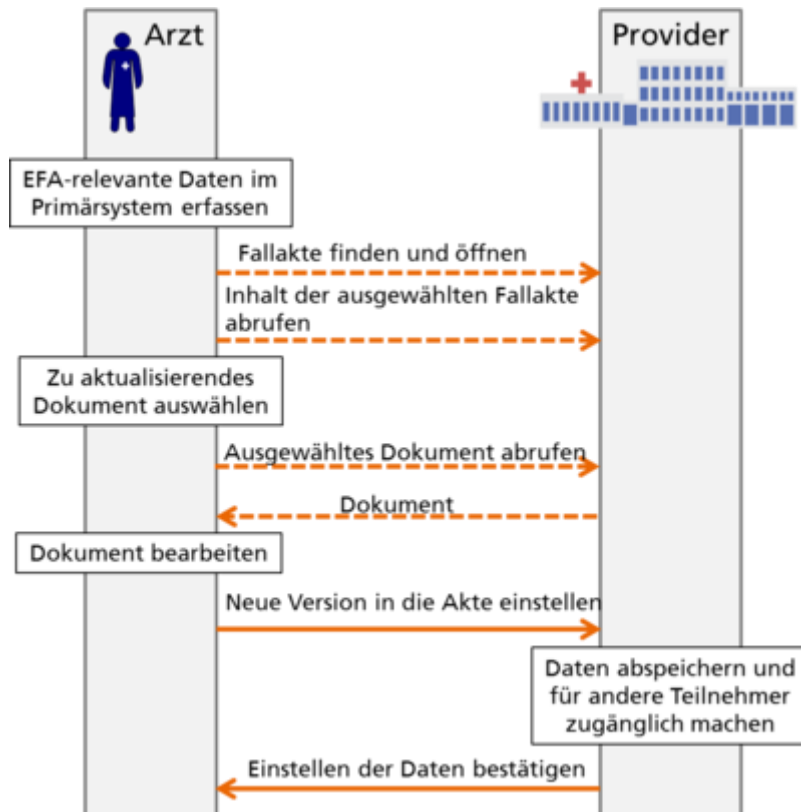 Arzt
Provider
EFA-relevante Daten im
Primärsystem erfassen
Fallakte finden und öffnen
Inhalt der ausgewählten Fallakte
abrufen
Zu aktualisierendes
Dokument auswählen
Ausgewähltes Dokument abrufen
Dokument
Dokument bearbeiten
Neue Version in die Akte einstellen
Daten abspeichern und
für andere Teilnehmer
zugänglich machen
Einstellen der Daten bestätigen